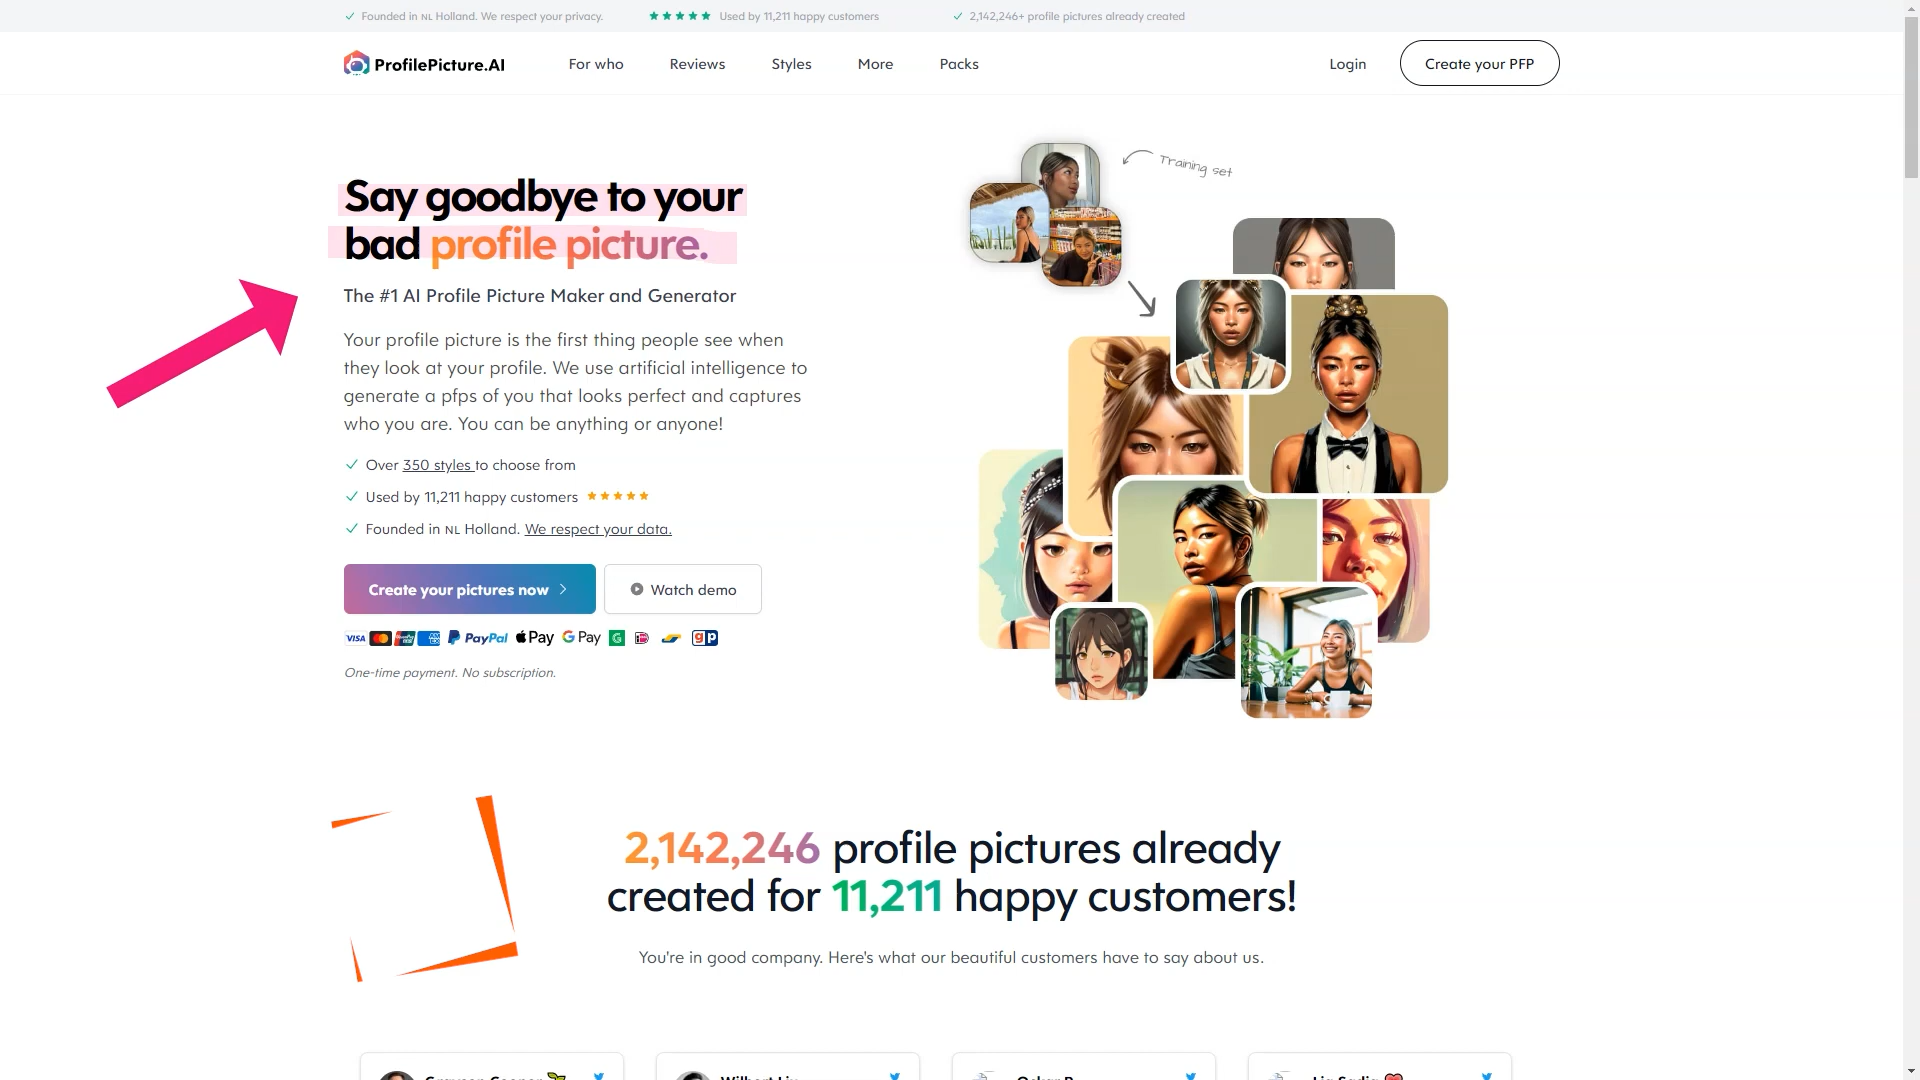 Founded in NL Holland. We respect your privacy.
Used by 11,211 happy customers
2,142,246+ profile pictures already created
ProfilePicture.AI
For who
Reviews
Styles
More
Packs
Login
Create your PFP
Training set
Say goodbye to your
bad profile picture.
The #1 AI Profile Picture Maker and Generator
Your profile picture is the first thing people see when
they look at your profile. We use artificial intelligence to
generate a pfps of you that looks perfect and captures
who you are. You can be anything or anyone!
Over 350 styles to choose from
Used by 11,211 happy customers
Founded in NL Holland. We respect your data.
Create your pictures now
Watch demo
VISA
PayPal
Pay
G Pay
gp
One-time payment. No subscription.
2,142,246 profile pictures already
created for 11,211 happy customers!
You're in good company. Here's what our beautiful customers have to say about us.